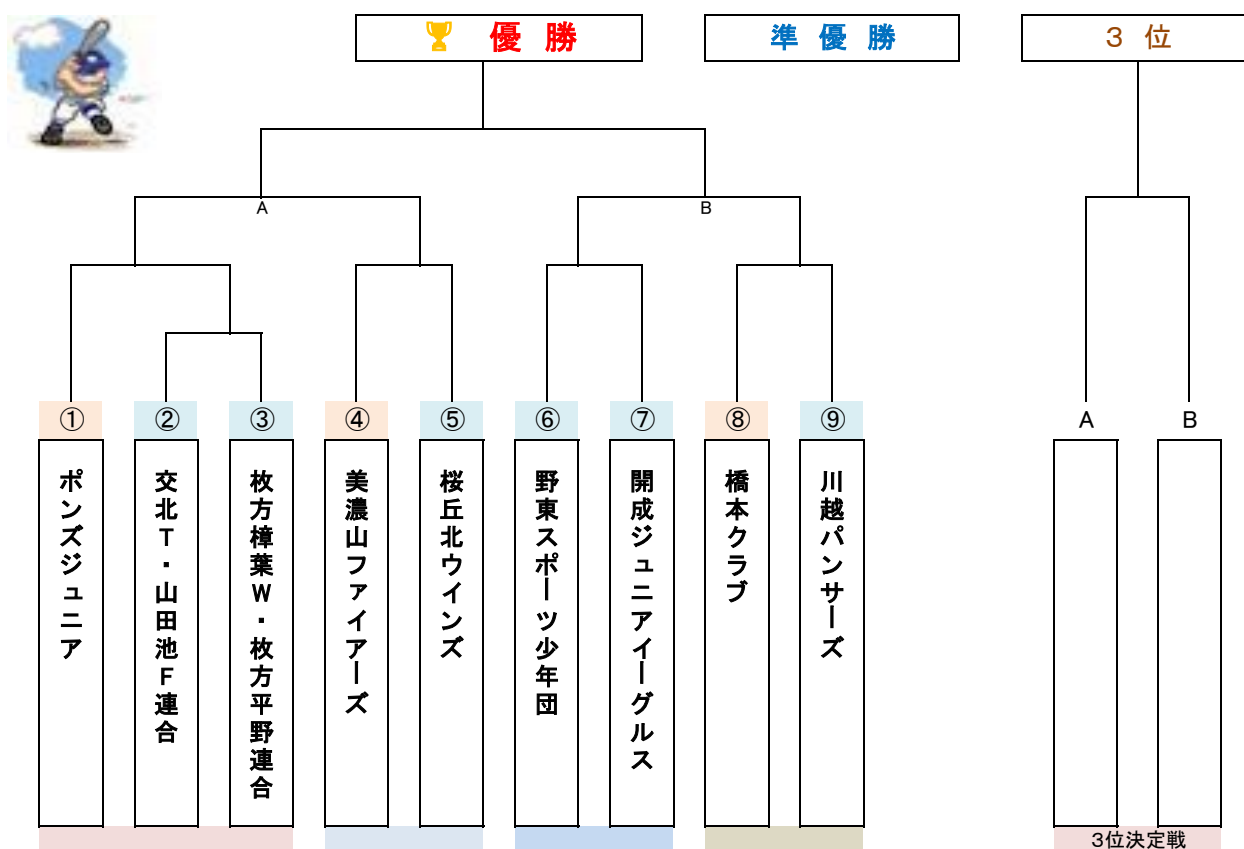 🏆 優 勝
準 優 勝
3 位
A
B
①
②
③
④
⑤
⑥
⑦
⑧
⑨
A
B
ポンズジュニア
交北T・山田池F連合
枚方樟葉W・枚方平野連合
美濃山ファイアーズ
桜丘北ウインズ
野東スポーツ少年団
開成ジュニアイーグルス
橋本クラブ
川越パンサーズ
3位決定戦